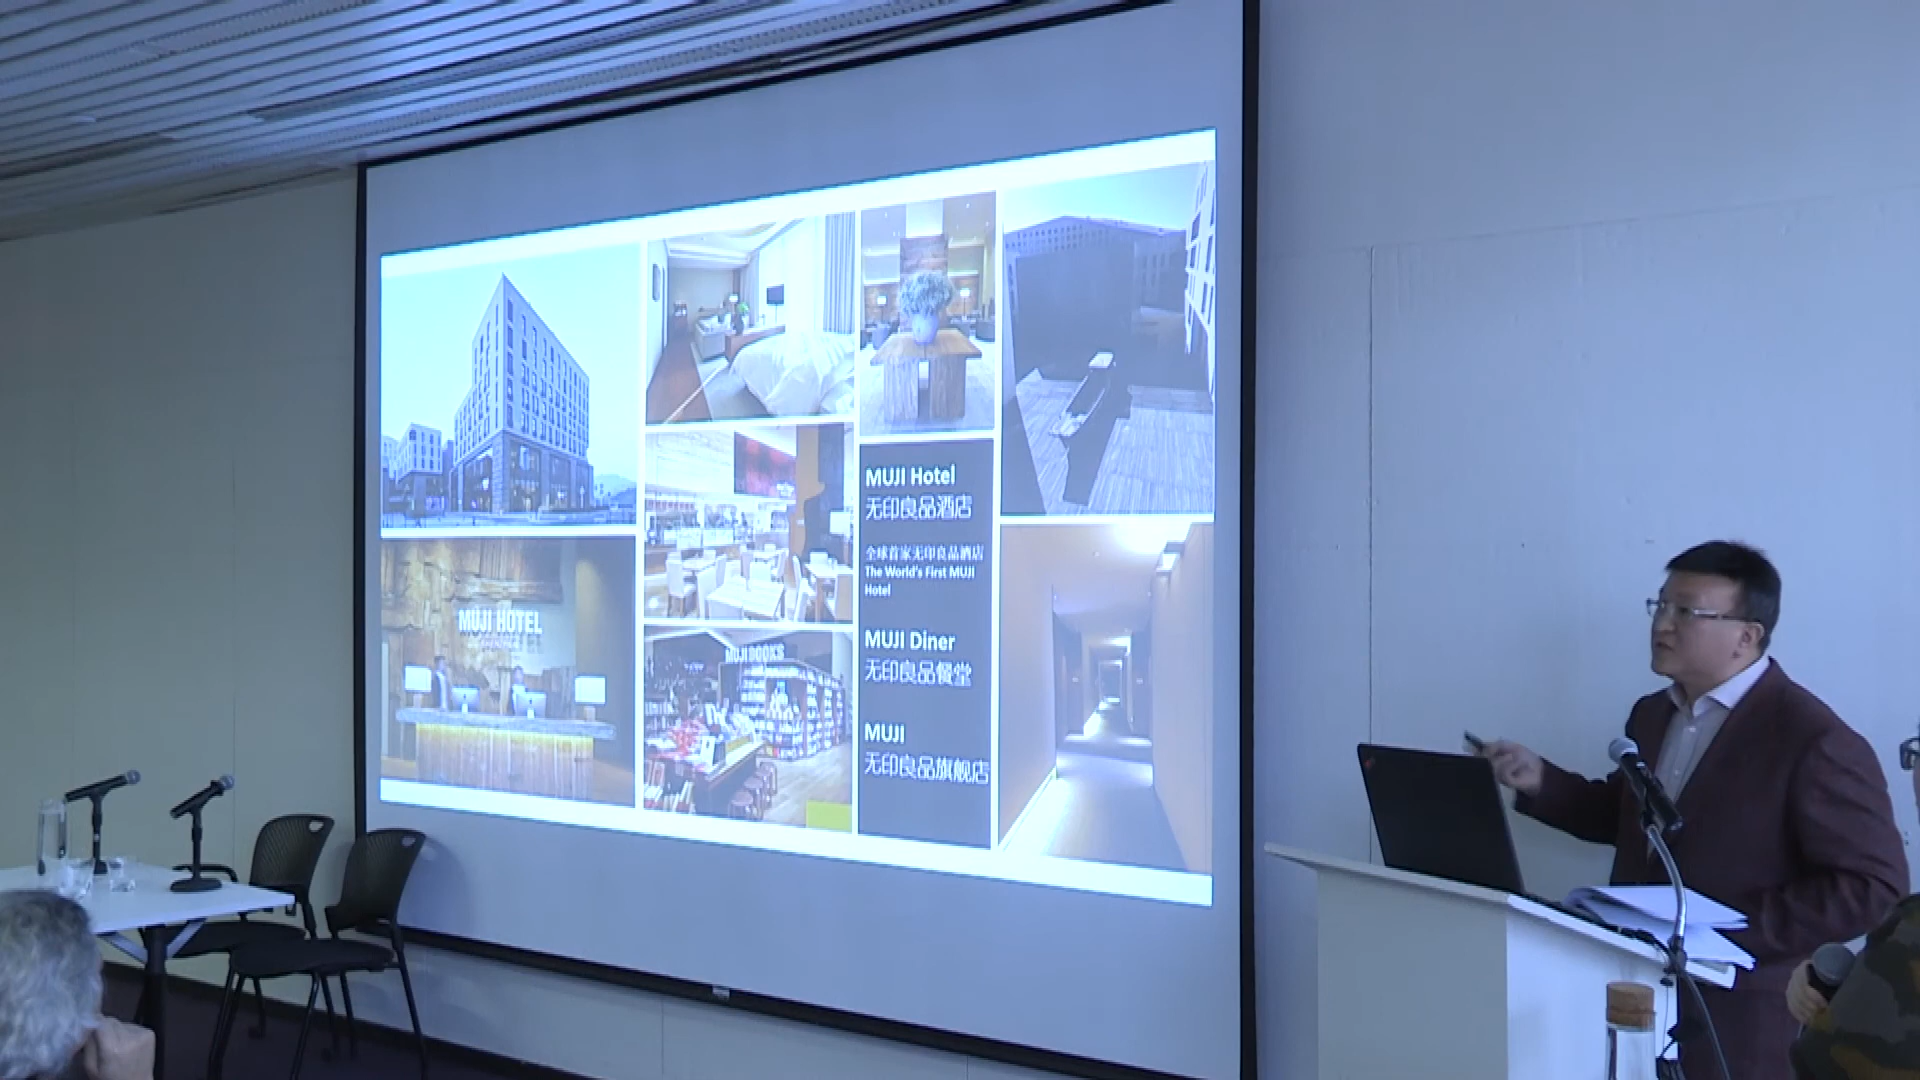 MUJI HOTEL
MUJI BOOKS
MUJI Hotel
无印良品酒店
全球首家无印良品酒店
The World's First MUJI
Hotel
MUJI Diner
无印良品餐堂
MUJI
无印良品旗舰店